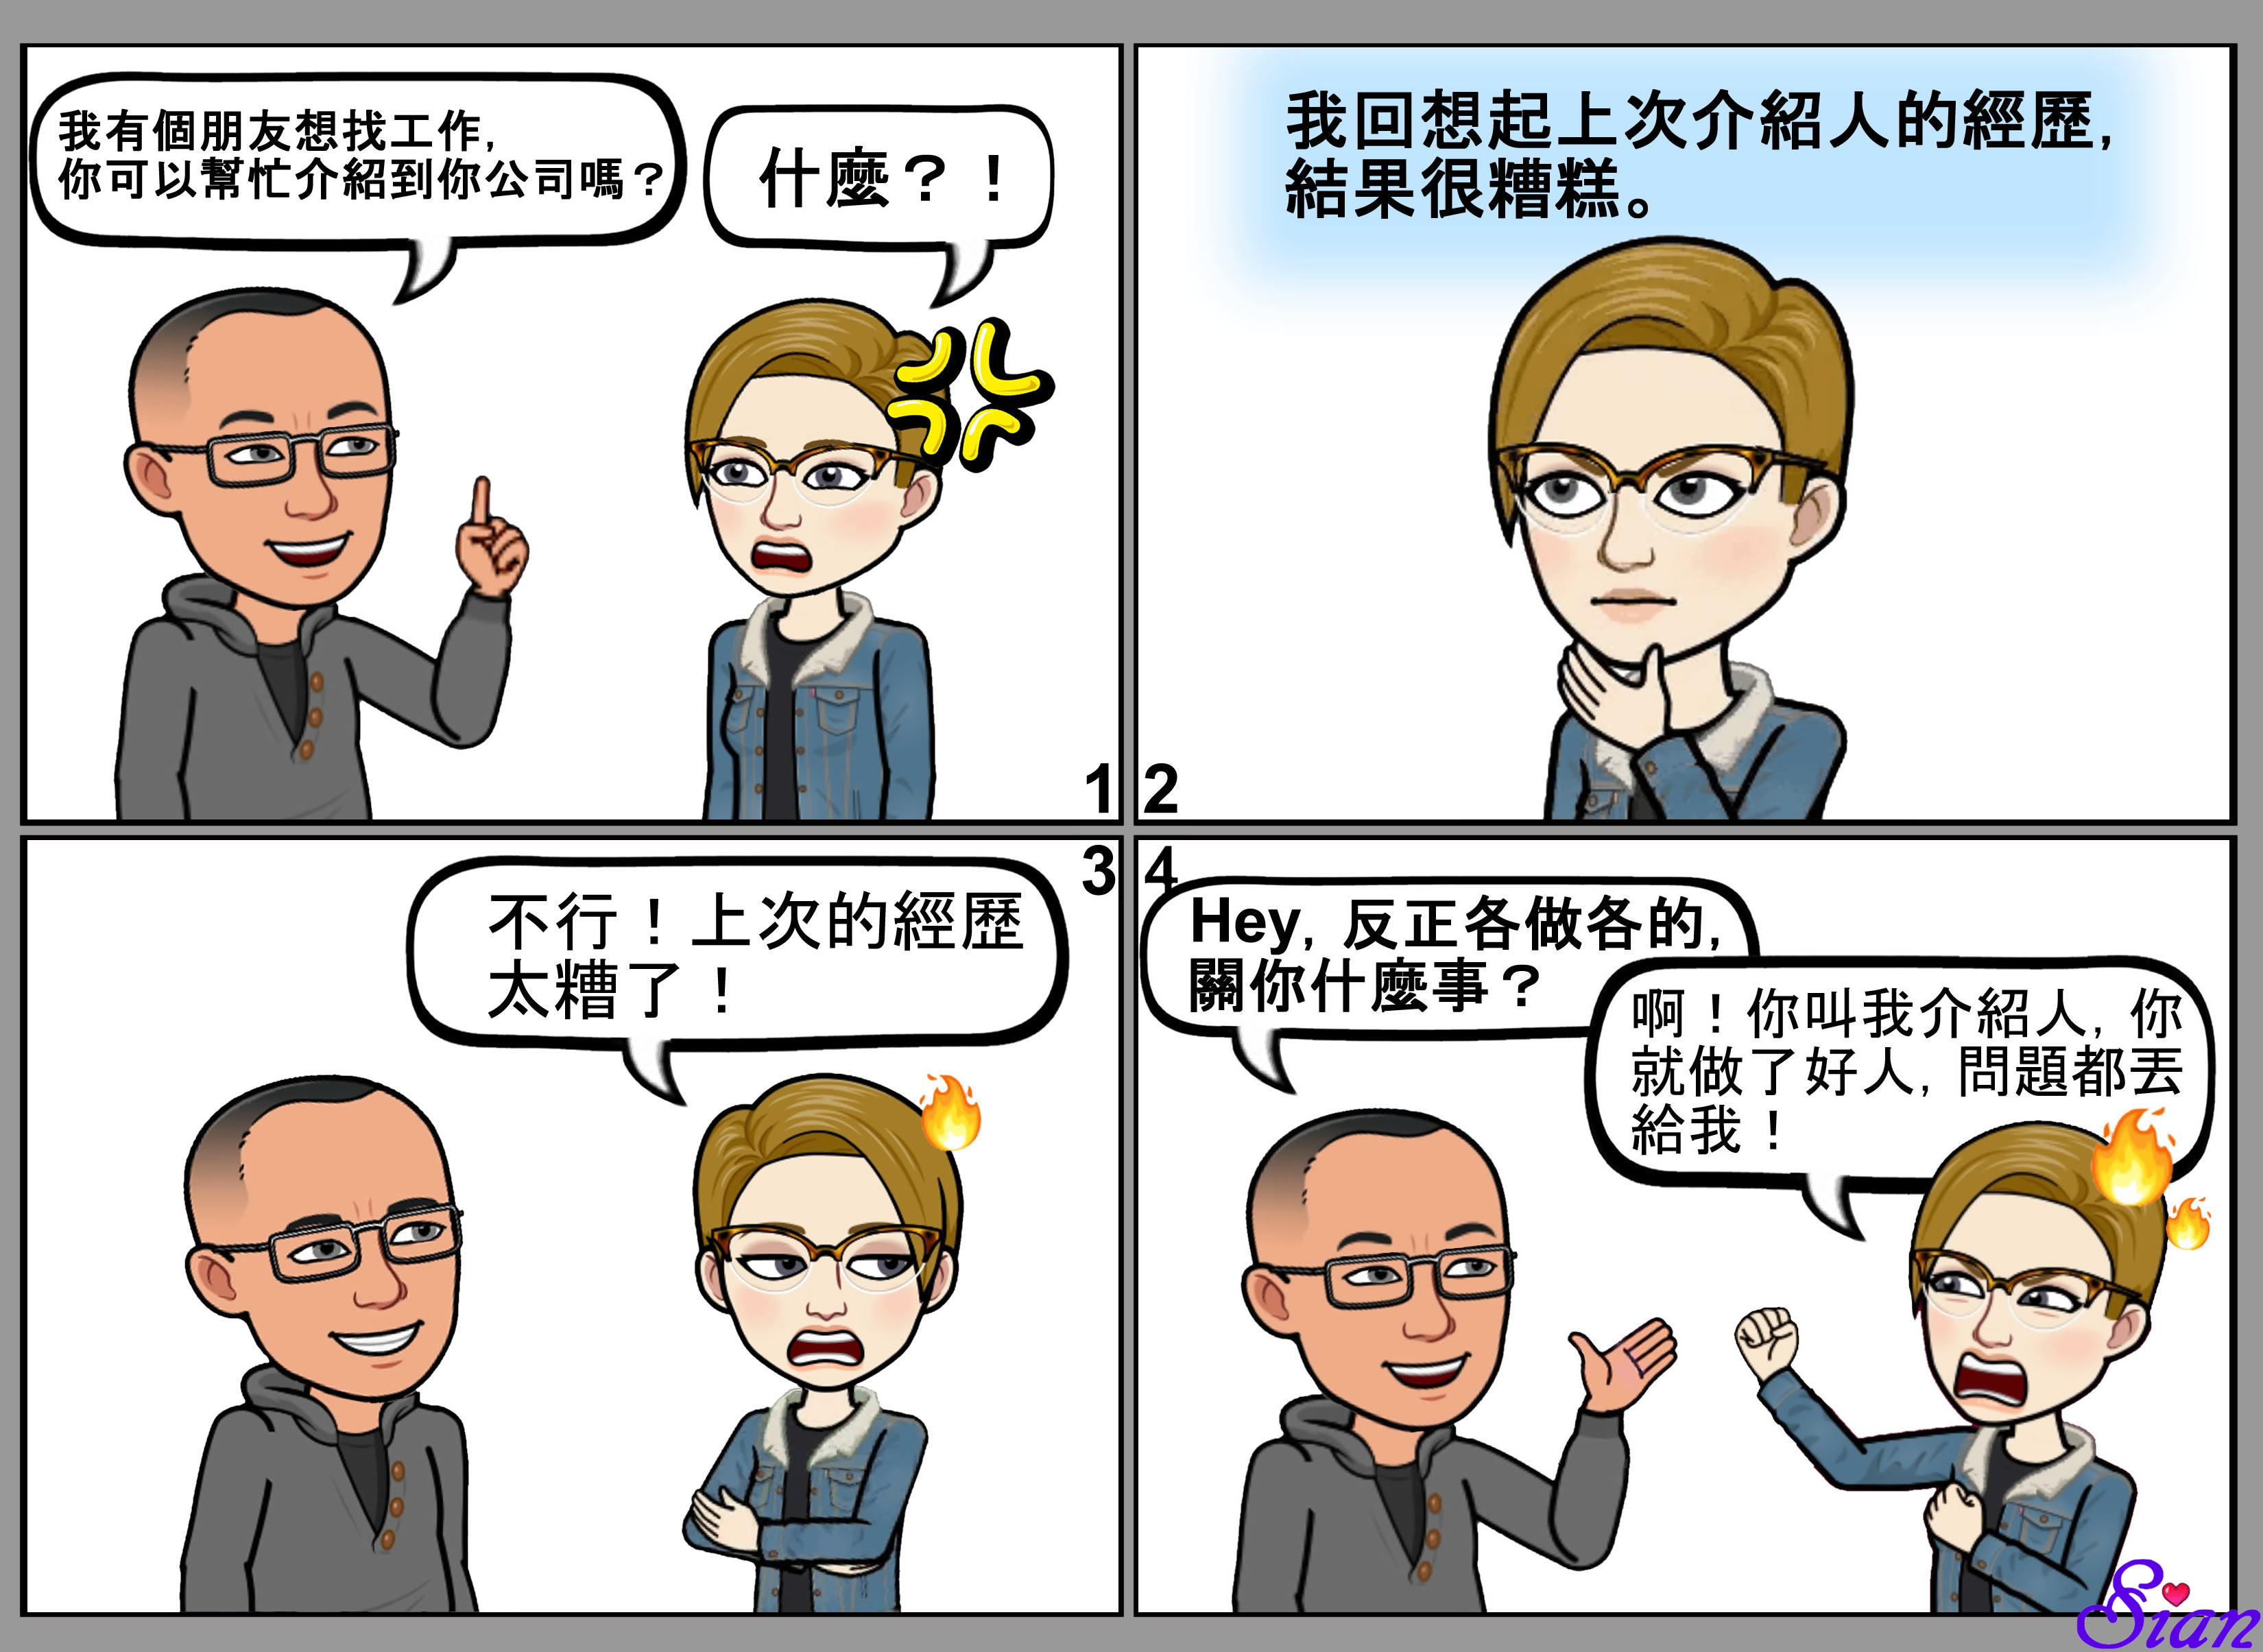 我有個朋友想找工作,
你可以幫忙介紹到你公司嗎？
什麼？！
1
我回想起上次介紹人的經歷,
結果很糟糕。
2
不行！上次的經歷
太糟了！
3
4
Hey, 反正各做各的,
關你什麼事？
啊！你叫我介紹人, 你
就做了好人, 問題都丟
給我！
Sian